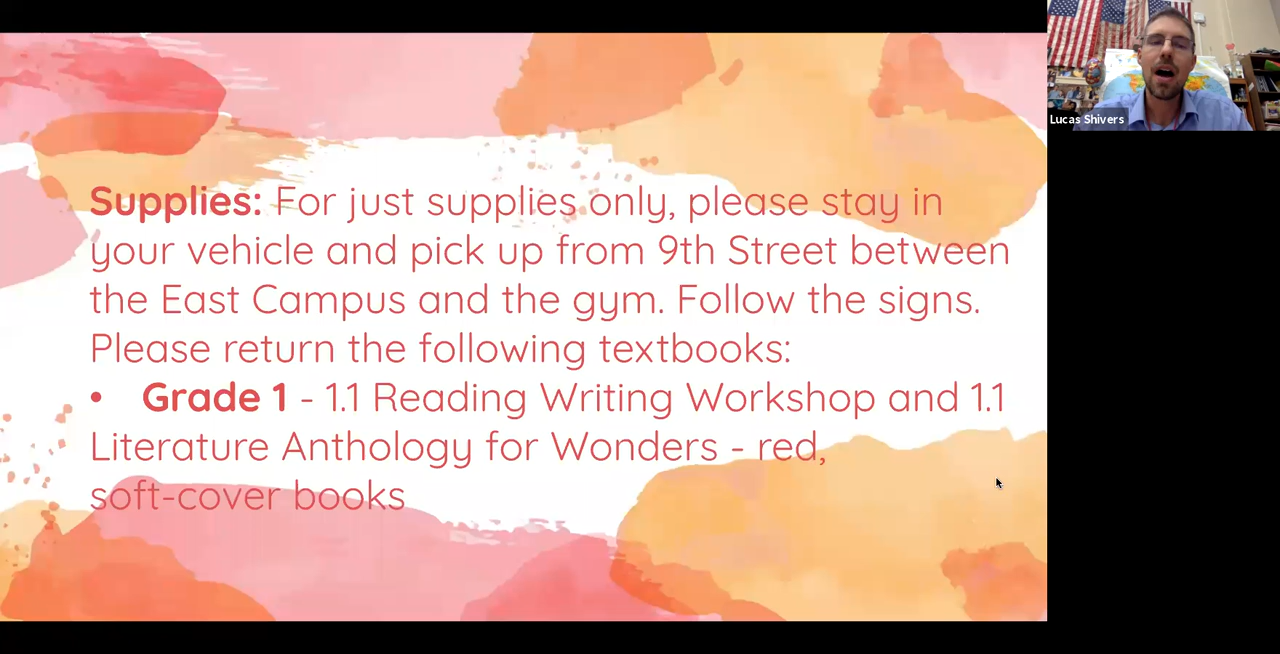 Supplies: For just supplies only, please stay in
your vehicle and pick up from 9th Street between
the East Campus and the gym. Follow the signs.
Please return the following textbooks:
• Grade 1 - 1.1 Reading Writing Workshop and 1.1
Literature Anthology for Wonders - red,
soft-cover books
Lucas Shivers